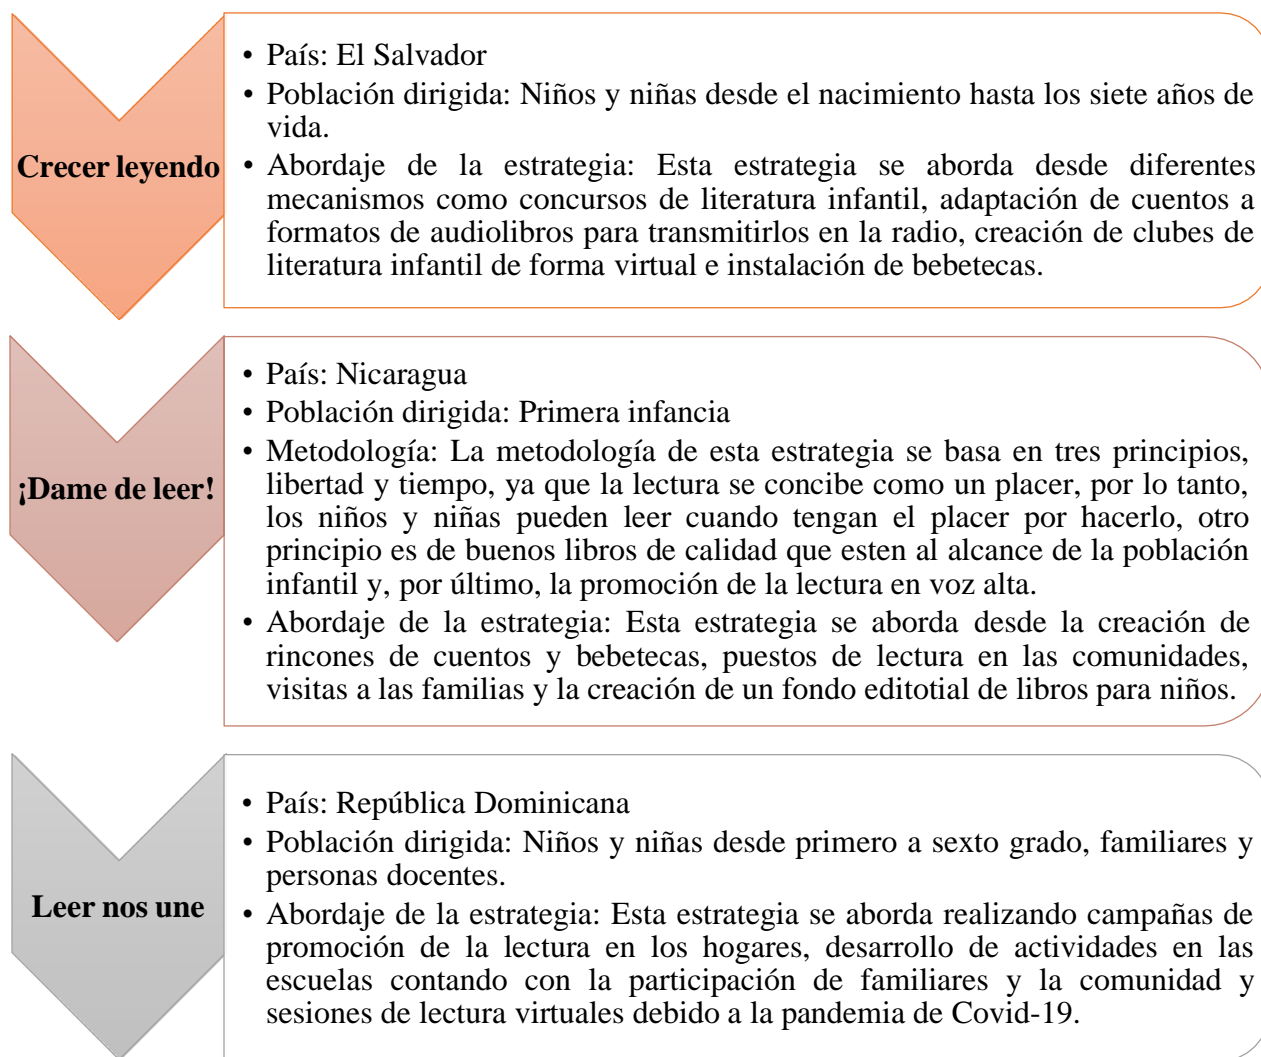 Crecer leyendo
• País: El Salvador
• Población dirigida: Niños y niñas desde el nacimiento hasta los siete años de
vida.
• Abordaje de la estrategia: Esta estrategia se aborda desde diferentes
mecanismos como concursos de literatura infantil, adaptación de cuentos a
formatos de audiolibros para transmitirlos en la radio, creación de clubes de
literatura infantil de forma virtual e instalación de bebetecas.
¡Dame de leer!
• País: Nicaragua
• Población dirigida: Primera infancia
• Metodología: La metodología de esta estrategia se basa en tres principios,
libertad y tiempo, ya que la lectura se concibe como un placer, por lo tanto,
los niños y niñas pueden leer cuando tengan el placer por hacerlo, otro
principio es de buenos libros de calidad que esten al alcance de la población
infantil y, por último, la promoción de la lectura en voz alta.
• Abordaje de la estrategia: Esta estrategia se aborda desde la creación de
rincones de cuentos y bebetecas, puestos de lectura en las comunidades,
visitas a las familias y la creación de un fondo editotial de libros para niños.
Leer nos une
• País: República Dominicana
• Población dirigida: Niños y niñas desde primero a sexto grado, familiares y
personas docentes.
• Abordaje de la estrategia: Esta estrategia se aborda realizando campañas de
promoción de la lectura en los hogares, desarrollo de actividades en las
escuelas contando con la participación de familiares y la comunidad y
sesiones de lectura virtuales debido a la pandemia de Covid-19.